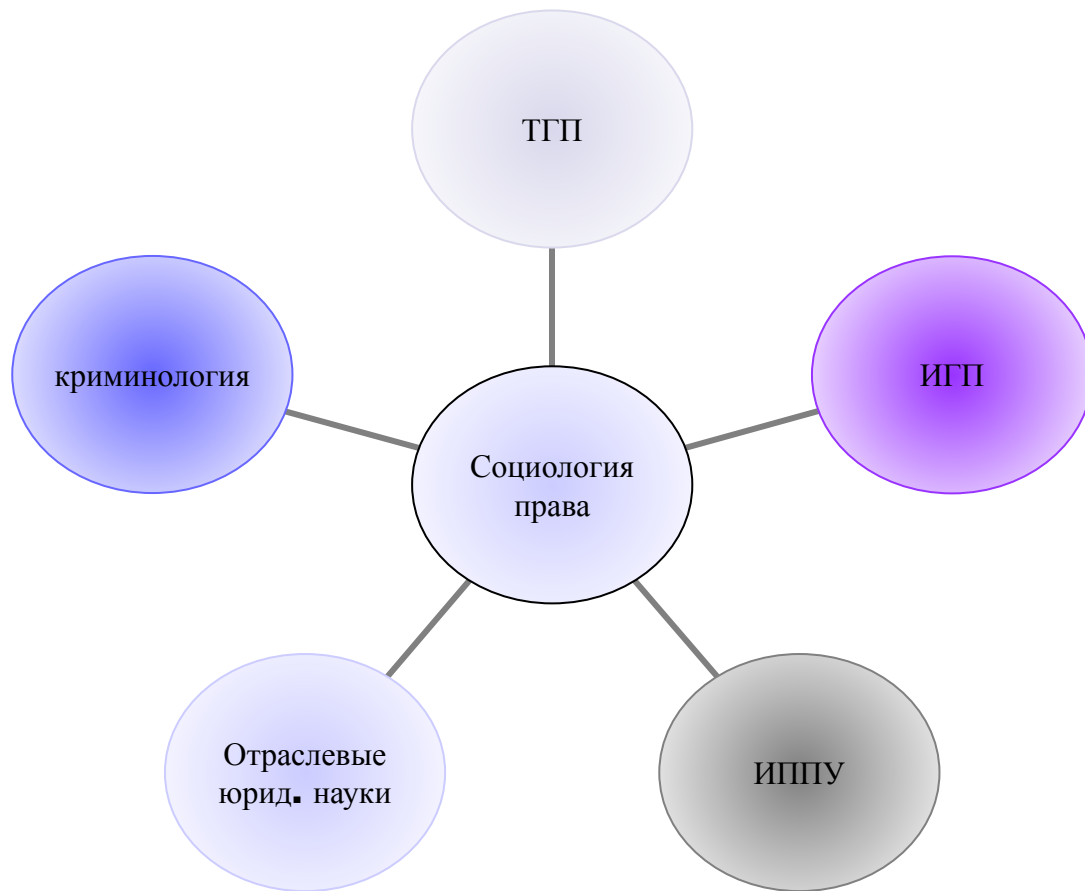 ТГП
криминология
ИГП
Социология
права
Отраслевые
юрид. науки
ИППУ